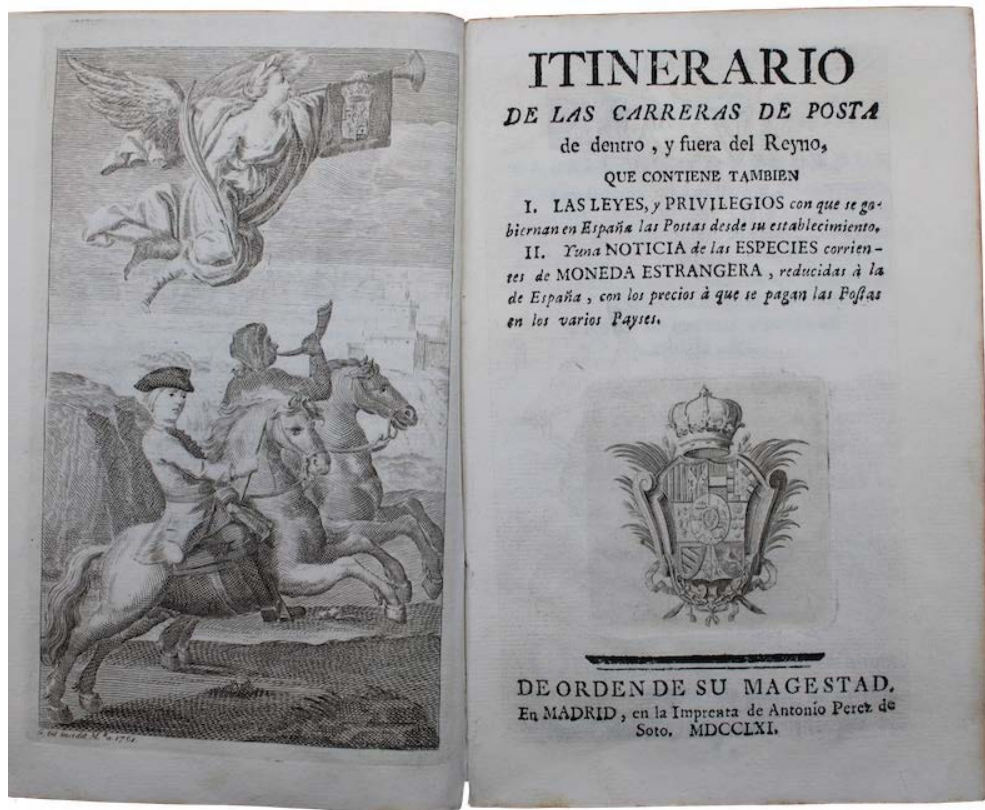 ITINERARIO
DE LAS CARRERAS DE POSTA
de dentro , y fuera del Reyno,
QUE CONTIENE TAMBIEN
I. LAS LEYES, y PRIVILEGIOS con que se go-
biernan en España las Postas desde su establecimiento.
II. Y una NOTICIA de las ESPECIES corrien-
tes de MONEDA ESTRANGERA , reducidas à la
de España , con los precios à que se pagan las Postas
en los varios Payses.
DE ORDEN DE SU MAGESTAD.
En MADRID , en la Imprenta de Antonio Perez de
Soto. MDCCLXI.
1761